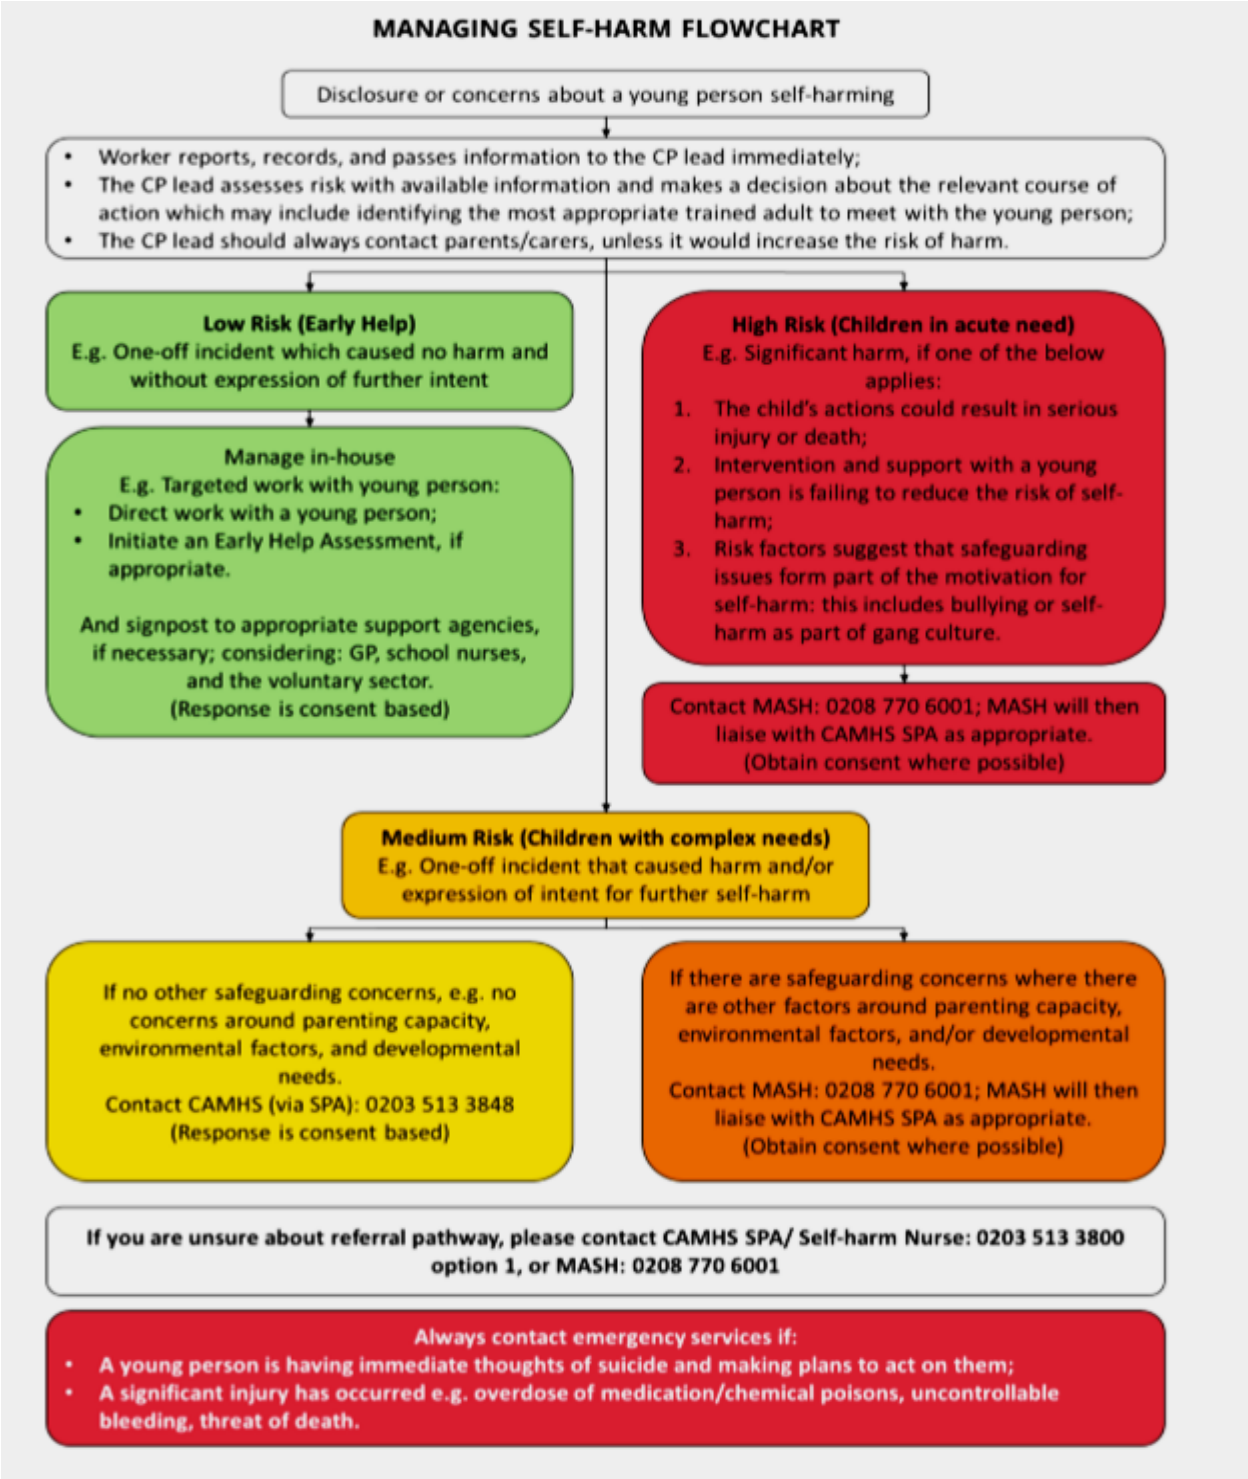 MANAGING SELF-HARM FLOWCHART
Disclosure or concerns about a young person self-harming
• Worker reports, records, and passes information to the CP lead immediately;
• The CP lead assesses risk with available information and makes a decision about the relevant course of
action which may include identifying the most appropriate trained adult to meet with the young person;
• The CP lead should always contact parents/carers, unless it would increase the risk of harm.
Low Risk (Early Help)
E.g. One-off incident which caused no harm and
without expression of further intent
Manage in-house
E.g. Targeted work with young person:
• Direct work with a young person;
• Initiate an Early Help Assessment, if
appropriate.
And signpost to appropriate support agencies,
if necessary; considering: GP, school nurses,
and the voluntary sector.
(Response is consent based)
High Risk (Children in acute need)
E.g. Significant harm, if one of the below
applies:
1. The child's actions could result in serious
injury or death;
2. Intervention and support with a young
person is failing to reduce the risk of self-
harm;
3. Risk factors suggest that safeguarding
issues form part of the motivation for
self-harm: this includes bullying or self-
harm as part of gang culture.
Contact MASH: 0208 770 6001; MASH will then
liaise with CAMHS SPA as appropriate.
(Obtain consent where possible)
Medium Risk (Children with complex needs)
E.g. One-off incident that caused harm and/or
expression of intent for further self-harm
If no other safeguarding concerns, e.g. no
concerns around parenting capacity,
environmental factors, and developmental
needs.
Contact CAMHS (via SPA): 0203 513 3848
(Response is consent based)
If there are safeguarding concerns where there
are other factors around parenting capacity,
environmental factors, and/or developmental
needs.
Contact MASH: 0208 770 6001; MASH will then
liaise with CAMHS SPA as appropriate.
(Obtain consent where possible)
If you are unsure about referral pathway, please contact CAMHS SPA/ Self-harm Nurse: 0203 513 3800
option 1, or MASH: 0208 770 6001
Always contact emergency services if:
• A young person is having immediate thoughts of suicide and making plans to act on them;
• A significant injury has occurred e.g. overdose of medication/chemical poisons, uncontrollable
bleeding, threat of death.